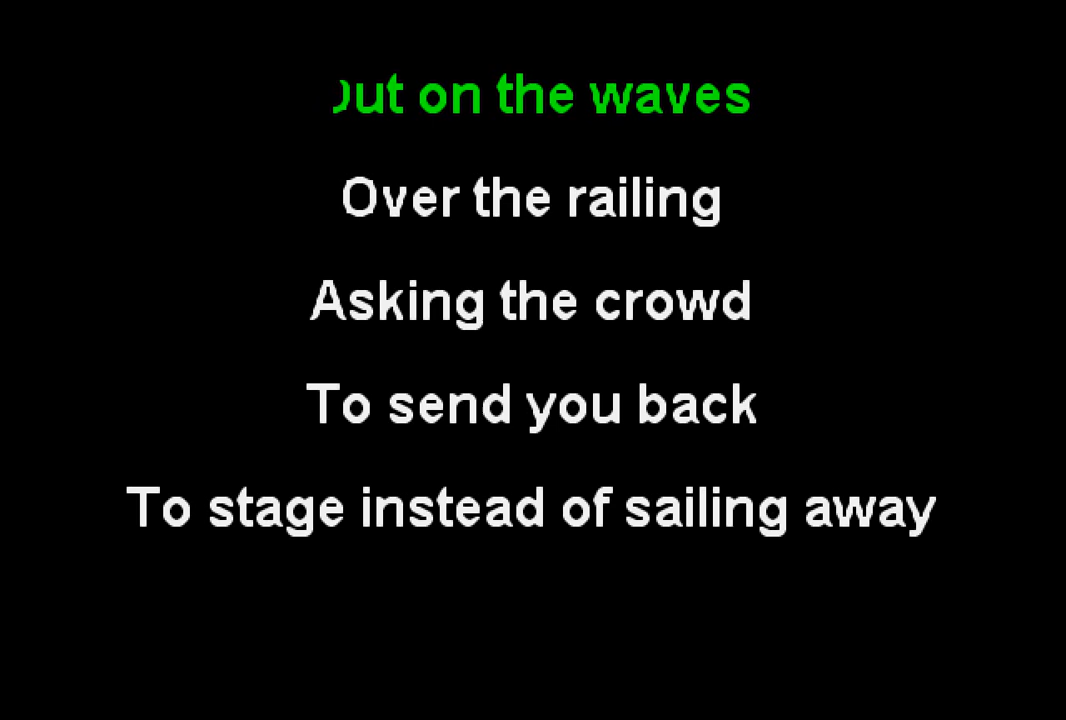 Out on the waves
Over the railing
Asking the crowd
To send you back
To stage instead of sailing away